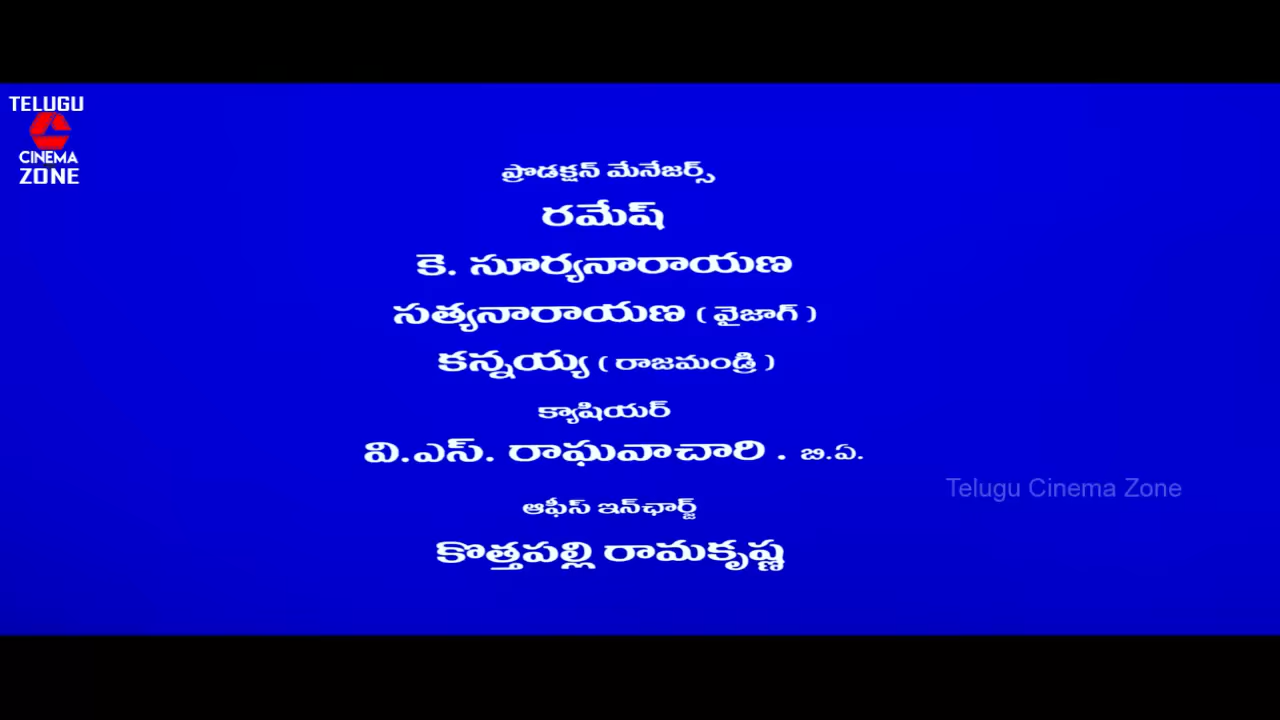 TELUGU
CINEMA
ZONE
ప్రొడక్షన్ మేనేజర్స్
రమేష్
కె. సూర్యనారాయణ
సత్యనారాయణ ( వైజాగ్ )
కన్నయ్య ( రాజమండ్రి )
క్యాషియర్
వి.ఎస్. రాఘవాచారి . బి.ఏ.
Telugu Cinema Zone
ఆఫీస్ ఇన్‌ఛార్జ్
కొత్తపల్లి రామకృష్ణ